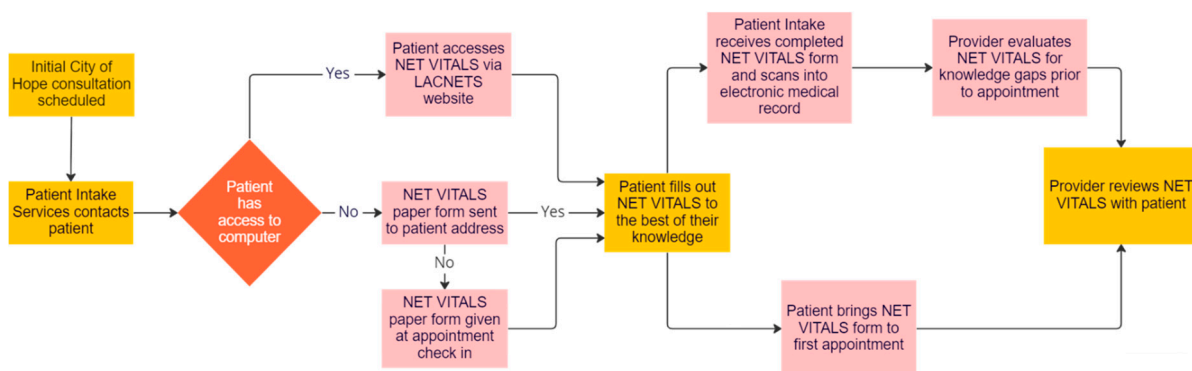 Initial City of
Hope consultation
scheduled
Patient Intake
Services contacts
patient
Patient
has
access to
computer
Yes
No
Patient accesses
NET VITALS via
LACNETS
website
NET VITALS
paper form sent
to patient address
Yes
No
NET VITALS
paper form given
at appointment
check in
Patient fills out
NET VITALS to
the best of their
knowledge
Patient Intake
receives completed
NET VITALS form
and scans into
electronic medical
record
Provider evaluates
NET VITALS for
knowledge gaps prior
to appointment
Patient brings NET
VITALS form to
first appointment
Provider reviews NET
VITALS with patient